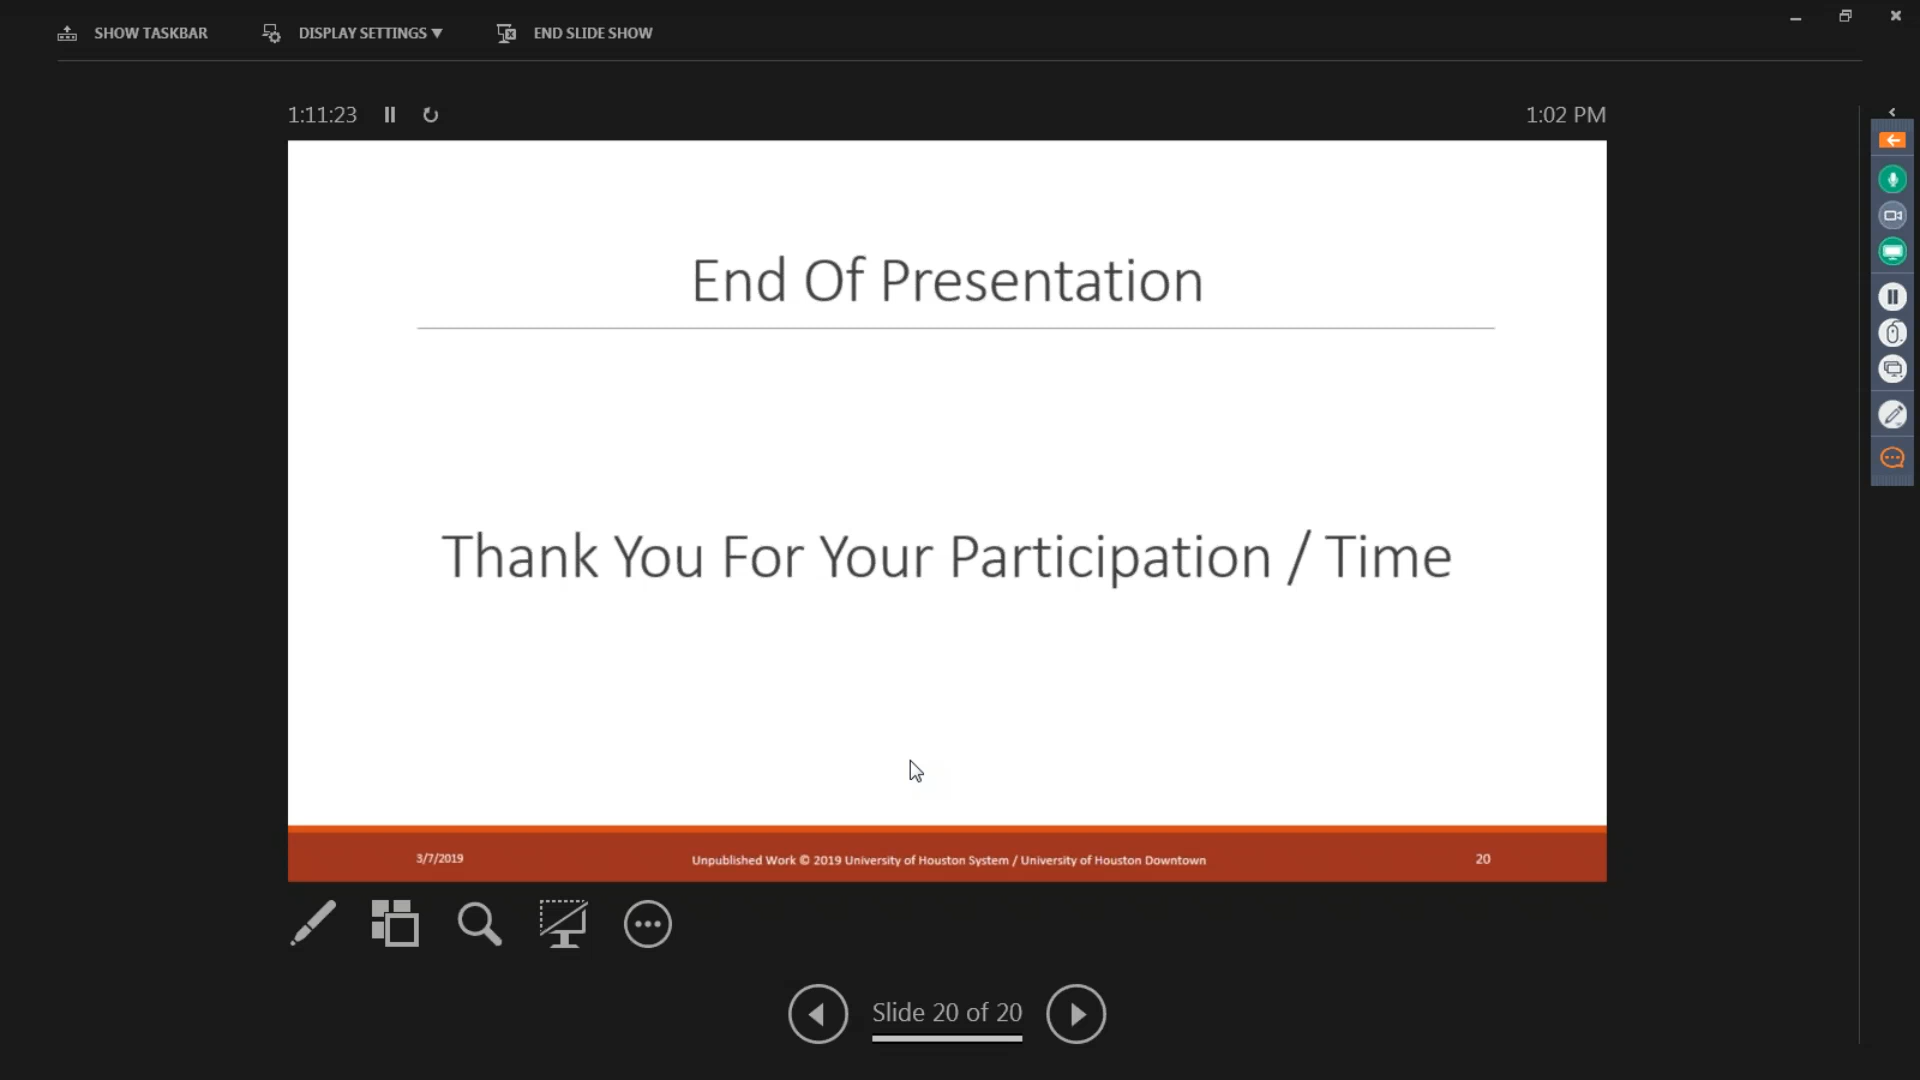 SHOW TASKBAR DISPLAY SETTINGS ▼ END SLIDE SHOW
1:11:23 1:02 PM
End Of Presentation
Thank You For Your Participation / Time
3/7/2019 Unpublished Work © 2019 University of Houston System / University of Houston Downtown 20
Slide 20 of 20